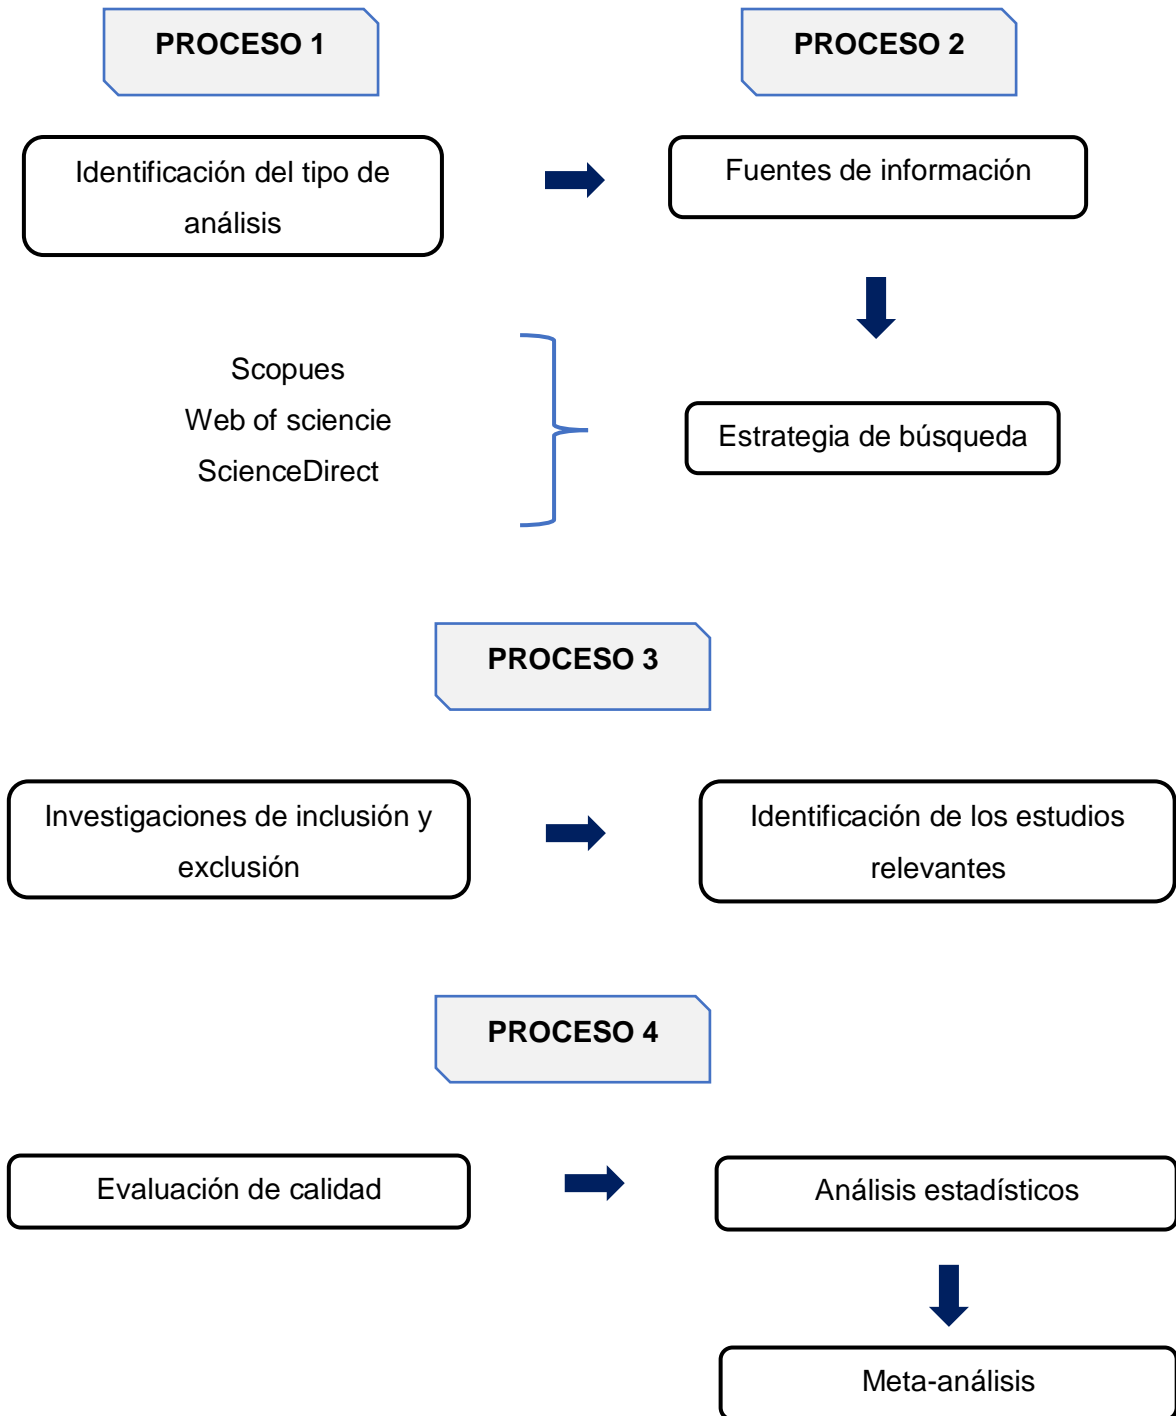 PROCESO 1
PROCESO 2
Identificación del tipo de
análisis
Fuentes de información
Scopues
Web of sciencie
ScienceDirect
Estrategia de búsqueda
PROCESO 3
Investigaciones de inclusión y
exclusión
Identificación de los estudios
relevantes
PROCESO 4
Evaluación de calidad
Análisis estadísticos
Meta-análisis